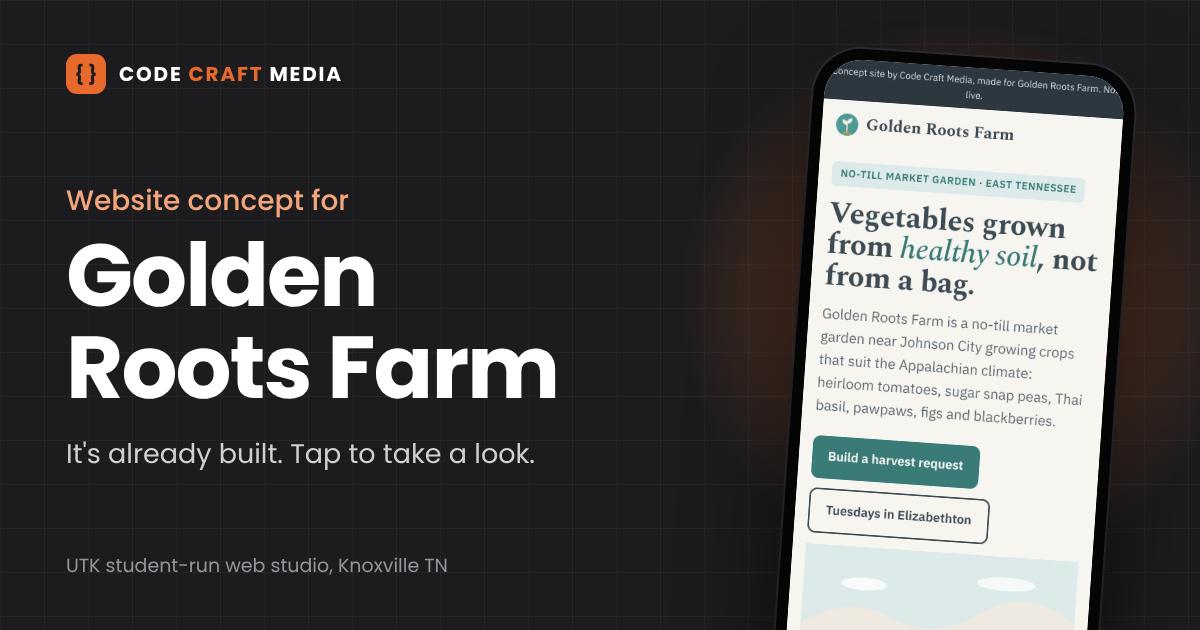 { }
CODE CRAFT MEDIA
Website concept for
Golden
Roots Farm
It's already built. Tap to take a look.
UTK student-run web studio, Knoxville TN
Concept site by Code Craft Media, made for Golden Roots Farm.
live.
Golden Roots Farm
NO-TILL MARKET GARDEN · EAST TENNESSEE
Vegetables grown
from healthy soil, not
from a bag.
Golden Roots Farm is a no-till market
garden near Johnson City growing crops
that suit the Appalachian climate:
heirloom tomatoes, sugar snap peas, Thai
basil, pawpaws, figs and blackberries.
Build a harvest request
Tuesdays in Elizabethton